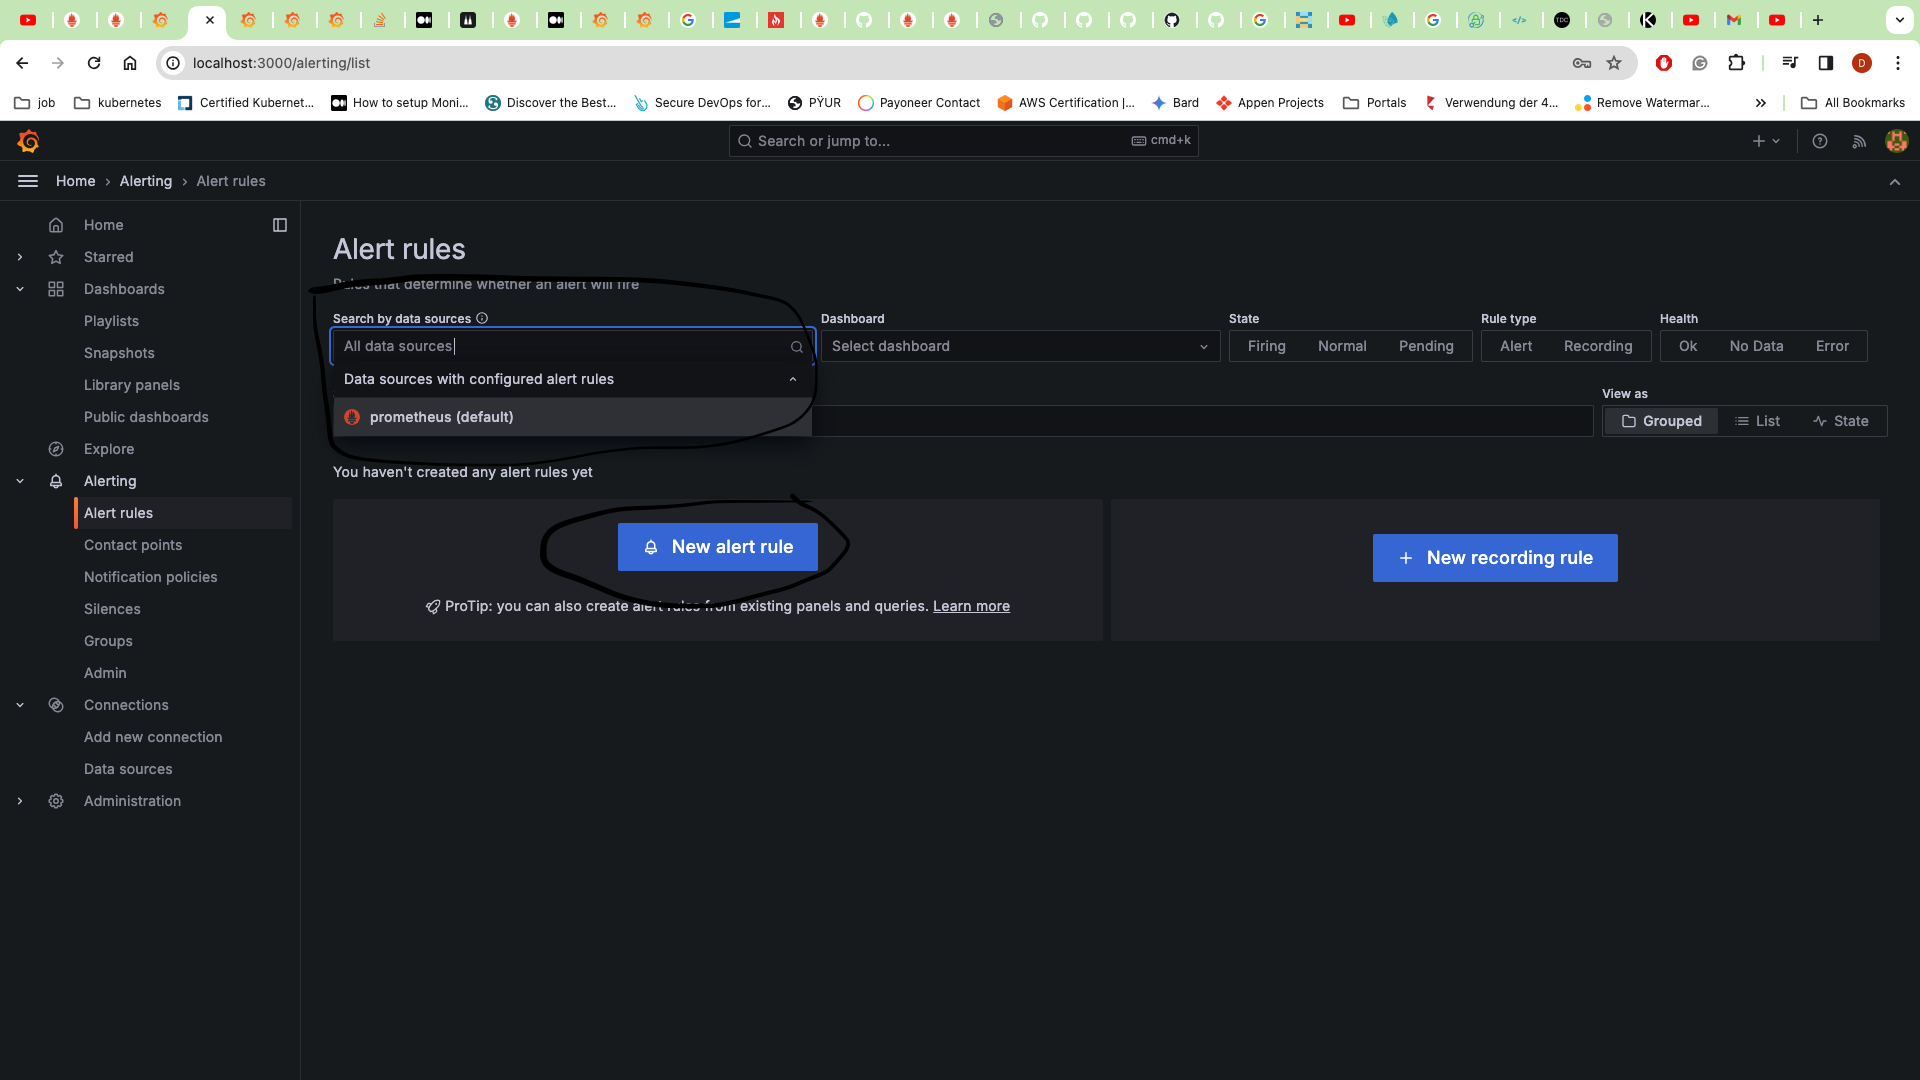 localhost:3000/alerting/list
job
kubernetes
Certified Kubernet...
How to setup Moni...
Discover the Best...
Secure DevOps for...
PŸUR
Payoneer Contact
AWS Certification |...
Bard
Appen Projects
Portals
Verwendung der 4...
Remove Watermar...
»
All Bookmarks
Search or jump to...
cmd+k
Home › Alerting › Alert rules
Home
Starred
Dashboards
Playlists
Snapshots
Library panels
Public dashboards
Explore
Alerting
Alert rules
Contact points
Notification policies
Silences
Groups
Admin
Connections
Add new connection
Data sources
Administration
Alert rules
Rules that determine whether an alert will fire
Search by data sources
All data sources
Data sources with configured alert rules
prometheus (default)
Dashboard
Select dashboard
State
Firing Normal Pending
Rule type
Alert Recording
Health
Ok No Data Error
View as
Grouped List State
You haven't created any alert rules yet
New alert rule
ProTip: you can also create alert rules from existing panels and queries. Learn more
+ New recording rule